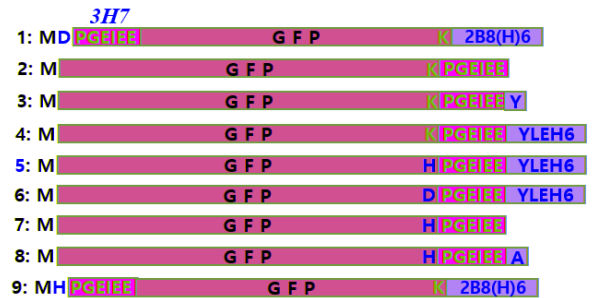 3H7
1: MD PGEIEE G F P K 2B8(H)6
2: M G F P K PGEIEE
3: M G F P K PGEIEE Y
4: M G F P K PGEIEE YLEH6
5: M G F P H PGEIEE YLEH6
6: M G F P D PGEIEE YLEH6
7: M G F P H PGEIEE
8: M G F P H PGEIEE A
9: MH PGEIEE G F P K 2B8(H)6